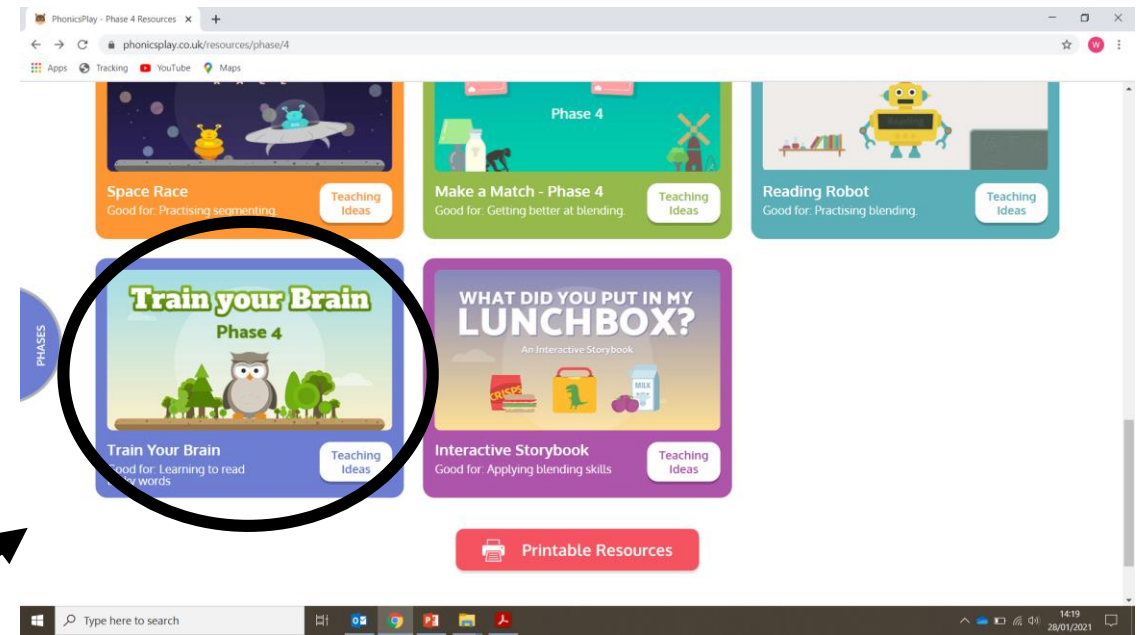 PhonicsPlay - Phase 4 Resources
phonicsplay.co.uk/resources/phase/4
W
Apps Tracking YouTube Maps
Phase 4
Space Race
Good for: Practising segmenting.
Teaching
Ideas
Make a Match - Phase 4
Good for: Getting better at blending.
Teaching
Ideas
Reading Robot
Good for: Practising blending.
Teaching
Ideas
PHASES
Train your Brain
Phase 4
Train Your Brain
Good for: Learning to read
words
Teaching
Ideas
WHAT DID YOU PUT IN MY
LUNCHBOX?
An Interactive Storybook
CRISPS
MILK
Interactive Storybook
Good for: Applying blending skills
Teaching
Ideas
Printable Resources
Type here to search
14:19
28/01/2021